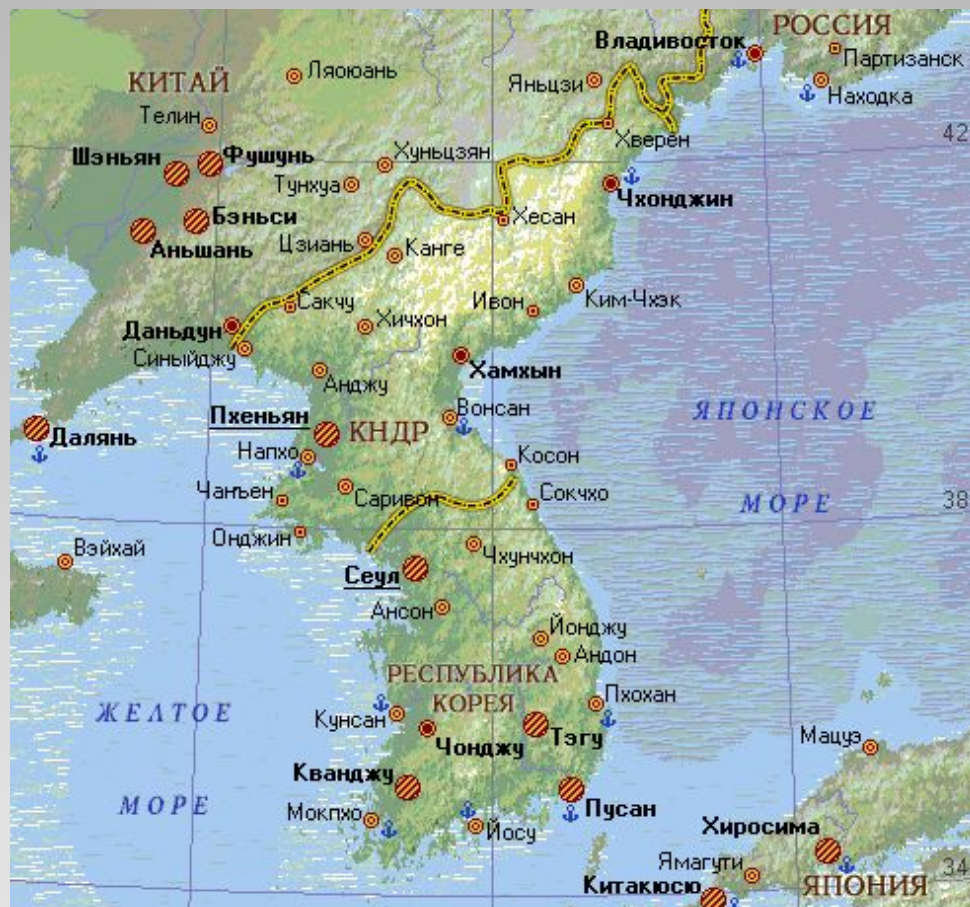 РОССИЯ
Владивосток
Партизанск
КИТАЙ
Ляоюань
Яньцзи
Находка
Телин
Хверён
42
Шэньян
Фушунь
Хуньцзян
Тунхуа
Чхонджин
Бэньси
Хесан
Аньшань
Цзиань
Канге
Сакчу
Ивон
Ким-Чхэк
Даньдун
Хичхон
Синыйджу
Анджу
Хамхын
Пхеньян
Вонсан
ЯПОНСКОЕ
Далянь
КНДР
Напхо
Косон
Чанъен
Саривон
Сокчхо
МОРЕ
38
Онджин
Вэйхай
Чхунчхон
Сеул
Ансон
Йонджу
Андон
РЕСПУБЛИКА
КОРЕЯ
Пхохан
ЖЕЛТОЕ
Кунсан
Чонджу
Тэгу
Мацуэ
Кванджу
МОРЕ
Мокпхо
Йосу
Пусан
Хиросима
Ямагути
34
Китакюсю
ЯПОНИЯ